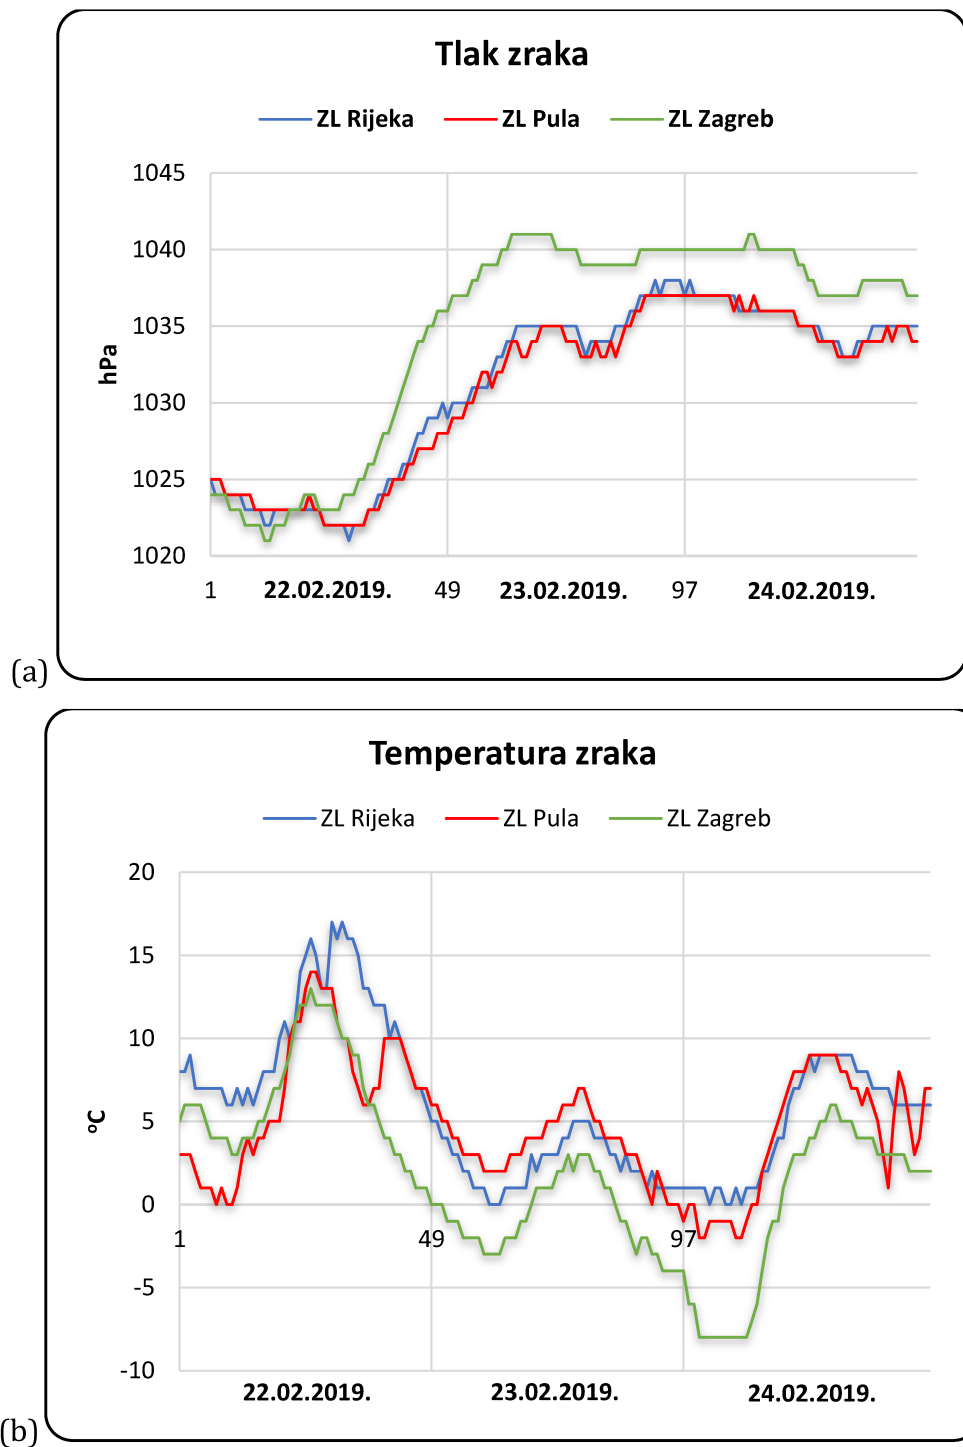 Tlak zraka
ZL Rijeka ZL Pula ZL Zagreb
1045
1040
1035
1030
1025
1020
hPa
1 22.02.2019. 49 23.02.2019. 97 24.02.2019.
(a)
Temperatura zraka
ZL Rijeka ZL Pula ZL Zagreb
20
15
10
5
0
-5
-10
ºC
1 49 97
22.02.2019. 23.02.2019. 24.02.2019.
(b)